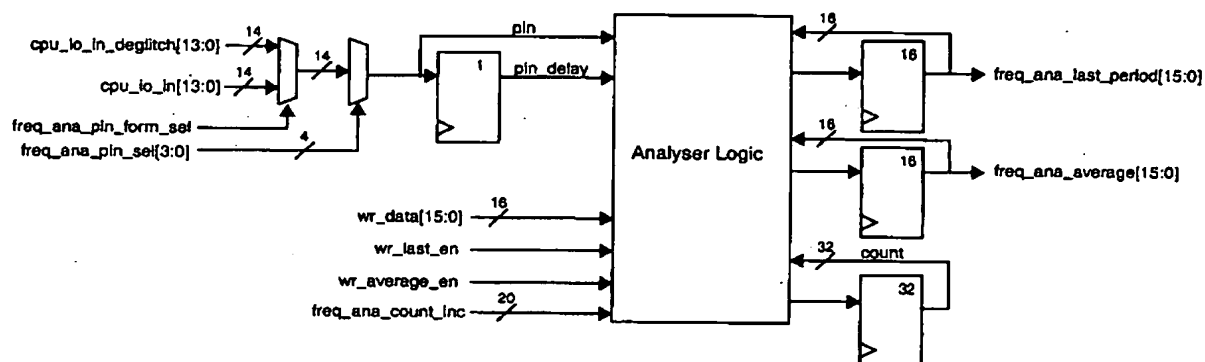 pin
16
cpu_io_in_deglitch[13:0]
14
14
1
16
cpu_io_in[13:0]
14
pin_delay
freq_ana_last_period[15:0]
freq_ana_pin_form_sel
freq_ana_pin_sel[3:0]
4
16
Analyser Logic
16
freq_ana_average[15:0]
wr_data[15:0]
16
wr_last_en
32
count
wr_average_en
32
freq_ana_count_inc
20